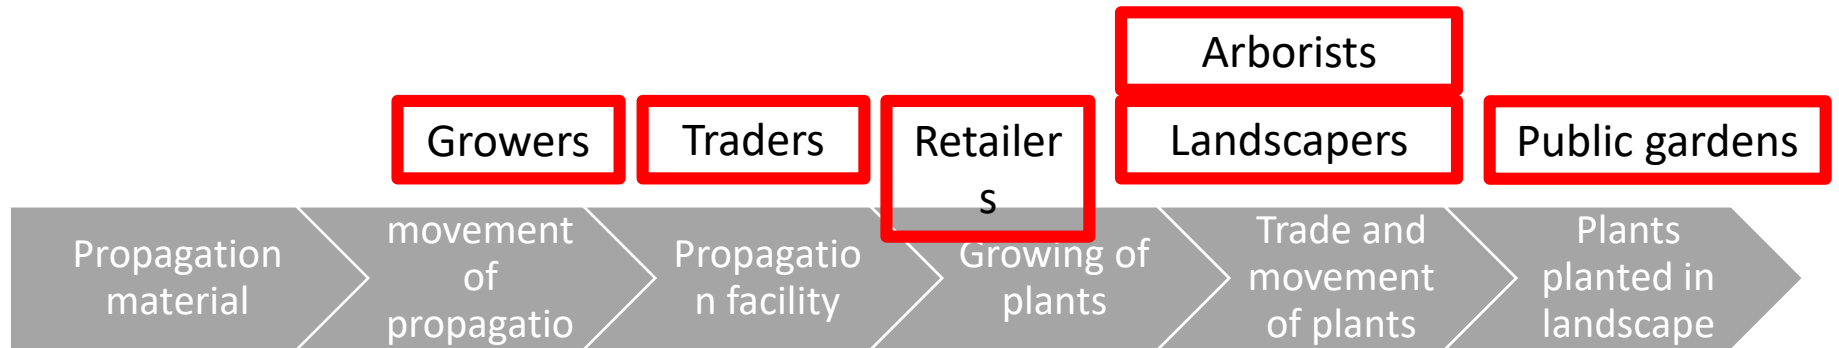 Arborists
Growers
Traders
Retailer
s
Landscapers
Public gardens
Propagation
material
movement
of
propagatio
Propagatio
n facility
Growing of
plants
Trade and
movement
of plants
Plants
planted in
landscape